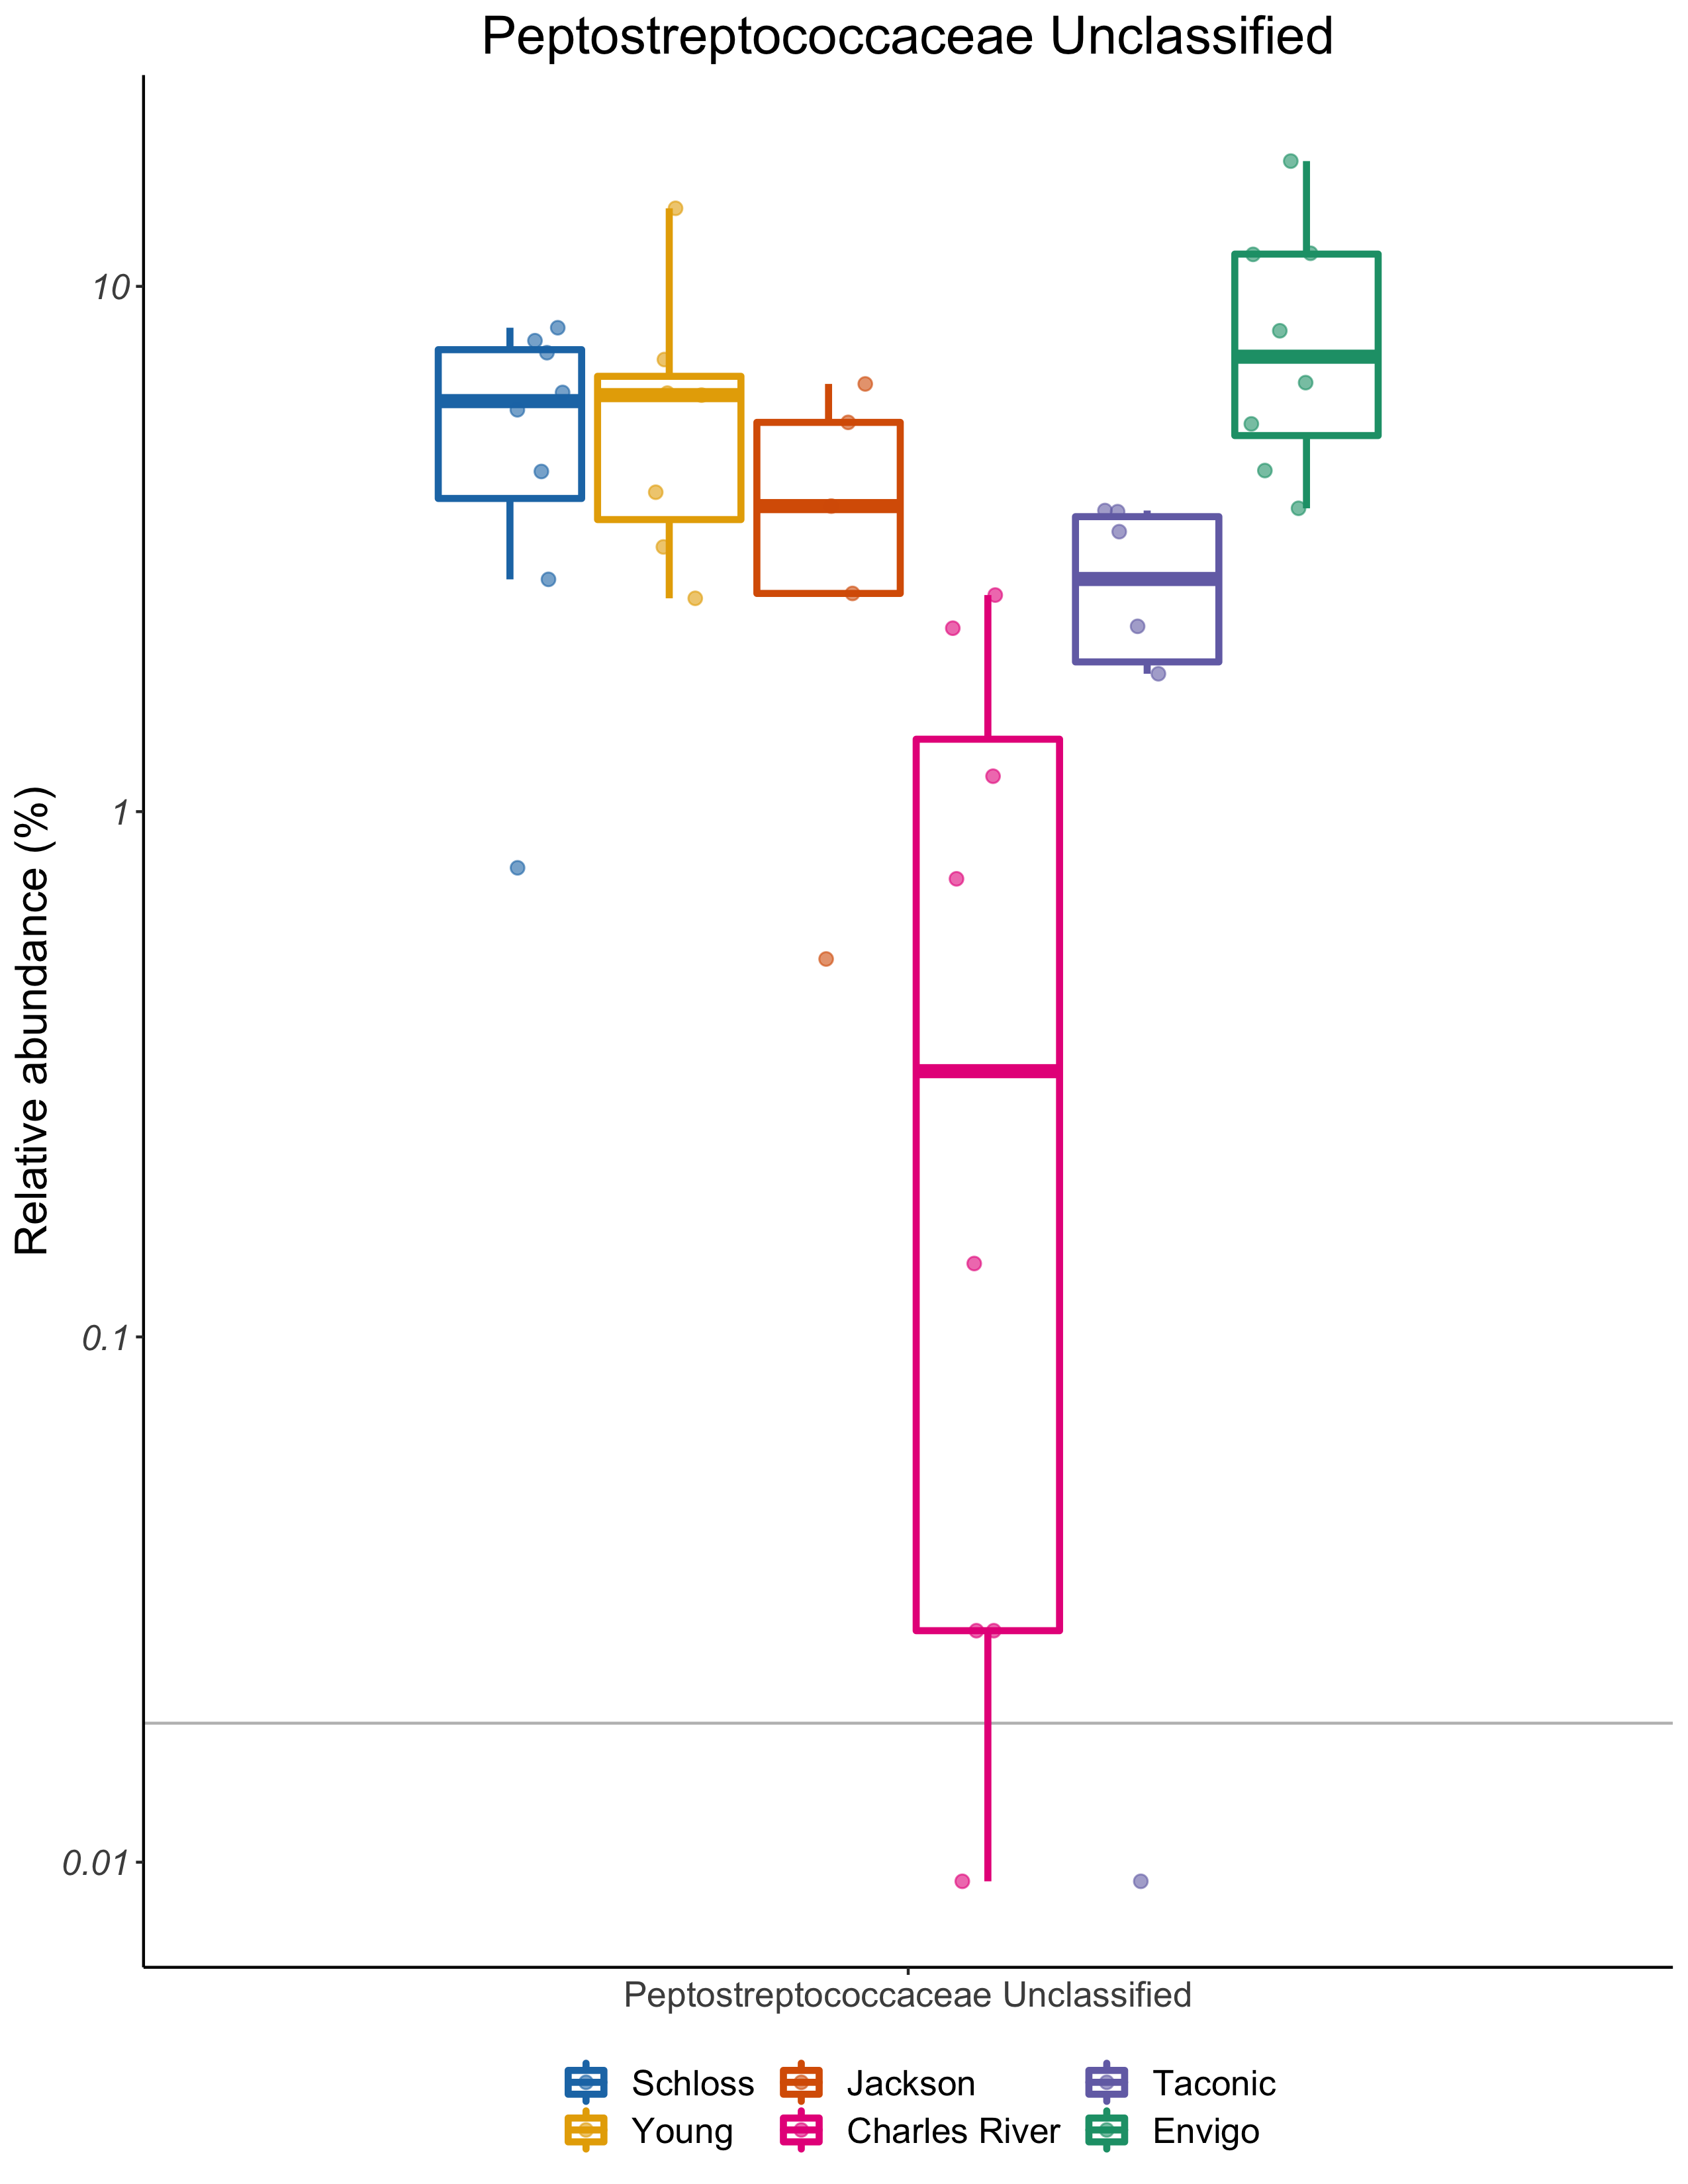 Peptostreptococcaceae Unclassified
10
1
0.1
0.01
Relative abundance (%)
Peptostreptococcaceae Unclassified
Schloss Jackson Taconic
Young Charles River Envigo